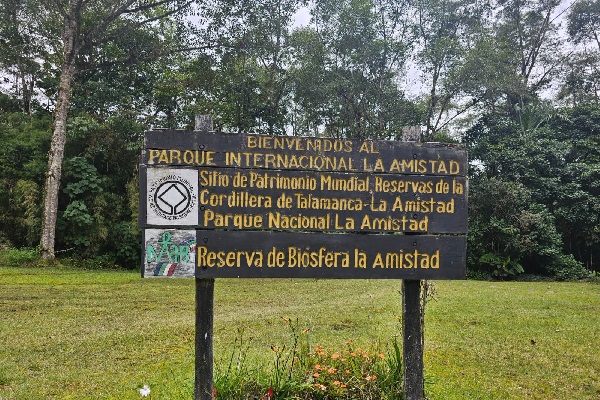 BIENVENIDOS AL
PARQUE INTERNACIONAL LA AMISTAD
Sitio de Patrimonio Mundial, Reservas de la
Cordillera de Talamanca-La Amistad
Parque Nacional La Amistad
Reserva de Biósfera la Amistad